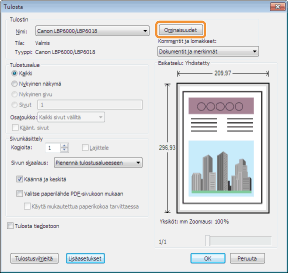 Tulosta
Tulostin
Nimi: Canon LBP6000/LBP6018
Ominaisuudet
Tila: Valmis
Kommentit ja lomakkeet:
Tyyppi: Canon LBP6000/LBP6018
Dokumentti ja merkinnät
Tulostusalue
Esikatselu: Yhdistetty
Kaikki
209,97
Nykyinen näkymä
Nykyinen sivu
Sivut 1
Osajoukko: Kaikki sivut väliltä
Käänt. sivut
Sivunkäsittely
Kopioita: 1
Lajittele
296,93
Sivun skaalaus: Pienennä tulostusalueeseen
Käännä ja keskitä
Valitse paperilähde PDF-sivukoon mukaan
Käytä mukautettua paperikokoa tarvittaessa
Yksiköt: mm Zoomaus: 100%
Tulosta tiedostoon
1/1
Tulostusvihjeitä
Lisäasetukset
OK
Peruuta